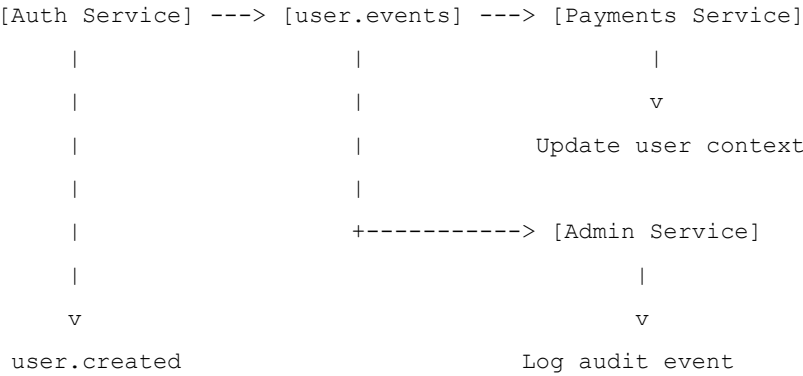 [Auth Service] ---> [user.events] ---> [Payments Service]
| | |
| | v
| | Update user context
| |
| +-----------> [Admin Service]
| |
v v
user.created Log audit event